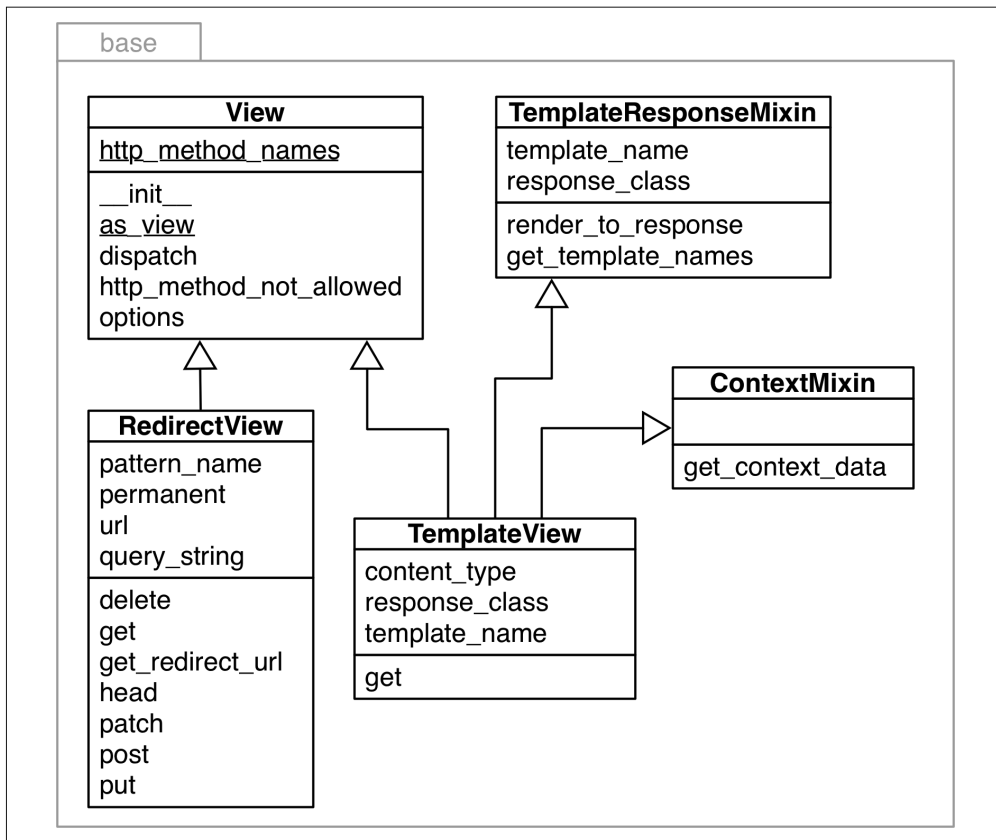 base
View
http_method_names
__init__
as_view
dispatch
http_method_not_allowed
options
TemplateResponseMixin
template_name
response_class
render_to_response
get_template_names
ContextMixin
get_context_data
RedirectView
pattern_name
permanent
url
query_string
delete
get
get_redirect_url
head
patch
post
put
TemplateView
content_type
response_class
template_name
get